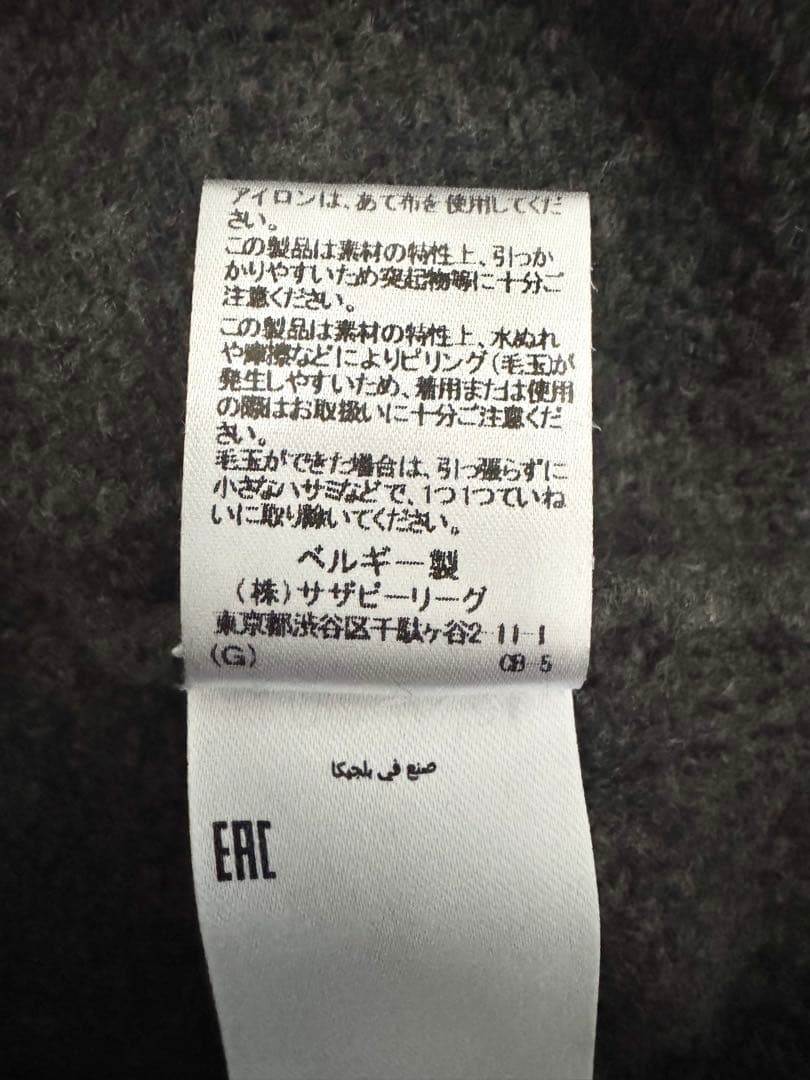 アイロンは、あて布を使用してくだ
さい。
この製品は素材の特性上、引っか
かりやすいため突起物等に十分ご
注意ください。
この製品は素材の特性上、水ぬれ
や摩擦などによりピリング(毛玉)が
発生しやすいため、着用または使用
の際はお取扱いに十分ご注意くだ
さい。
毛玉ができた場合は、引っ張らずに
小さなハサミなどで、1つ1つていね
いに取り除いてください。
ベルギー製
(株)サザビーリーグ
東京都渋谷区千駄ヶ谷2-11-1
(G) CB-5
صنع في بلجيكا
EAC